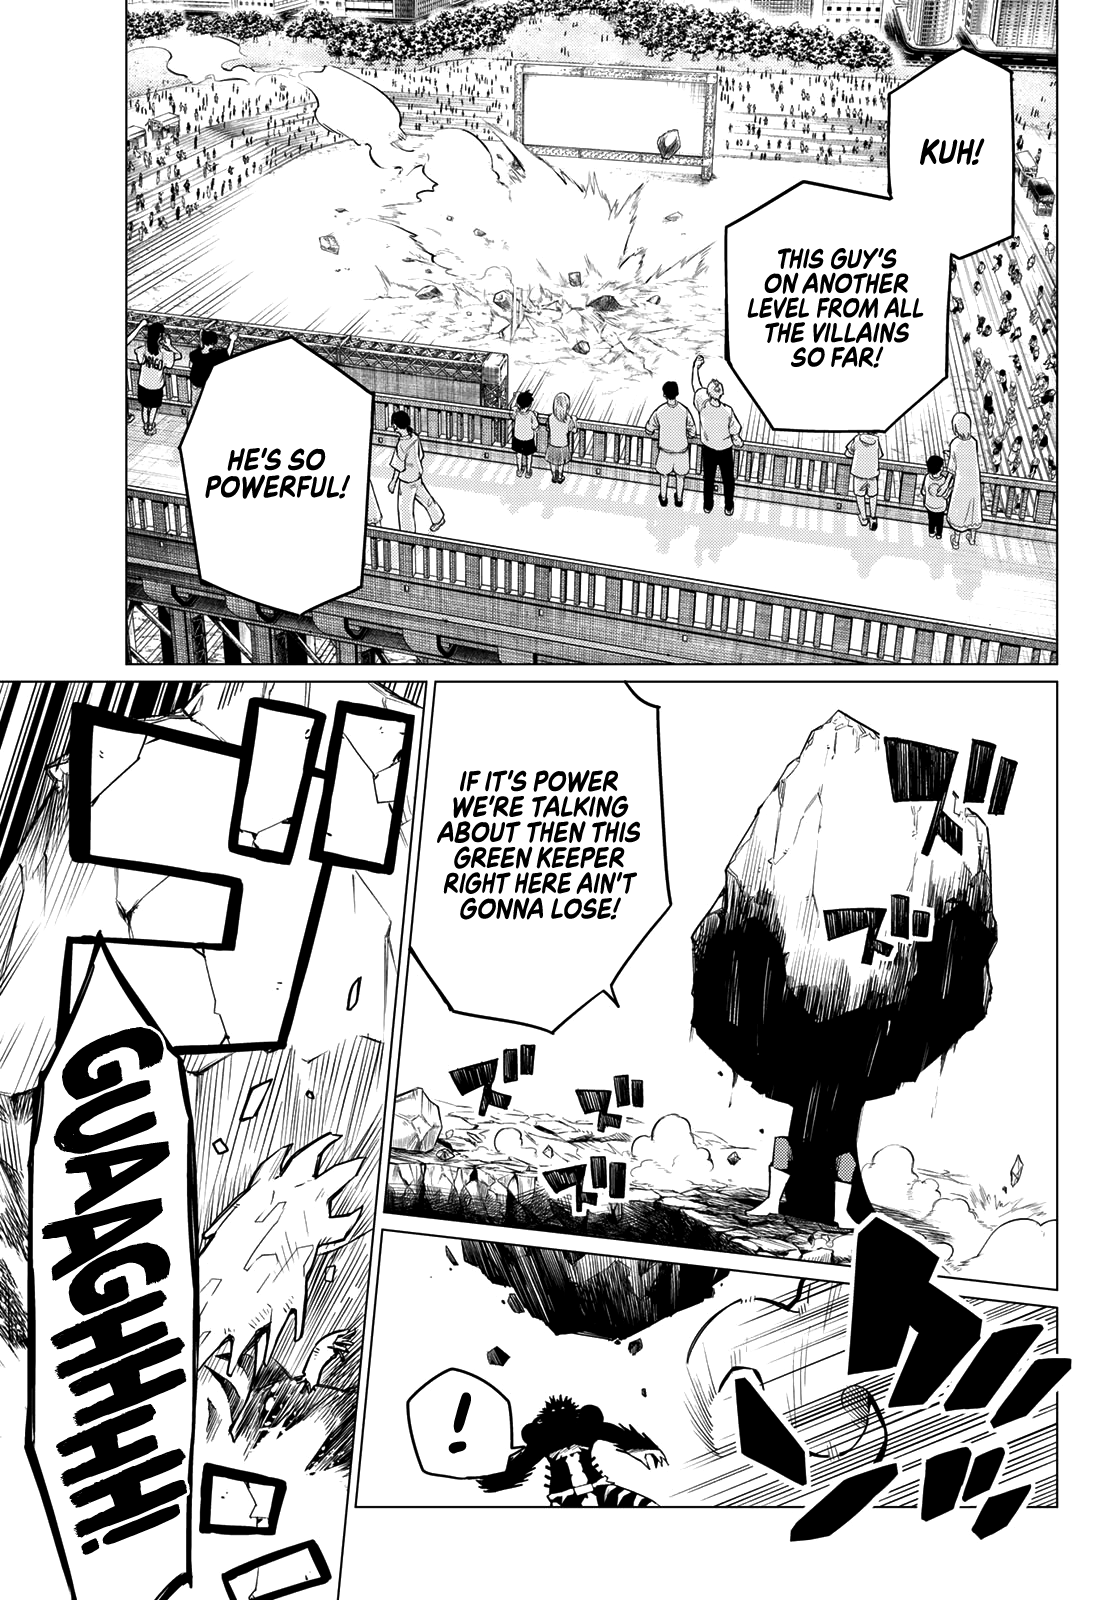 KUH!
THIS GUY'S
ON ANOTHER
LEVEL FROM ALL
THE VILLAINS
SO FAR!
HE'S SO
POWERFUL!
IF IT'S POWER
WE'RE TALKING
ABOUT THEN THIS
GREEN KEEPER
RIGHT HERE AIN'T
GONNA LOSE!
!
GUAAGHHHHH!